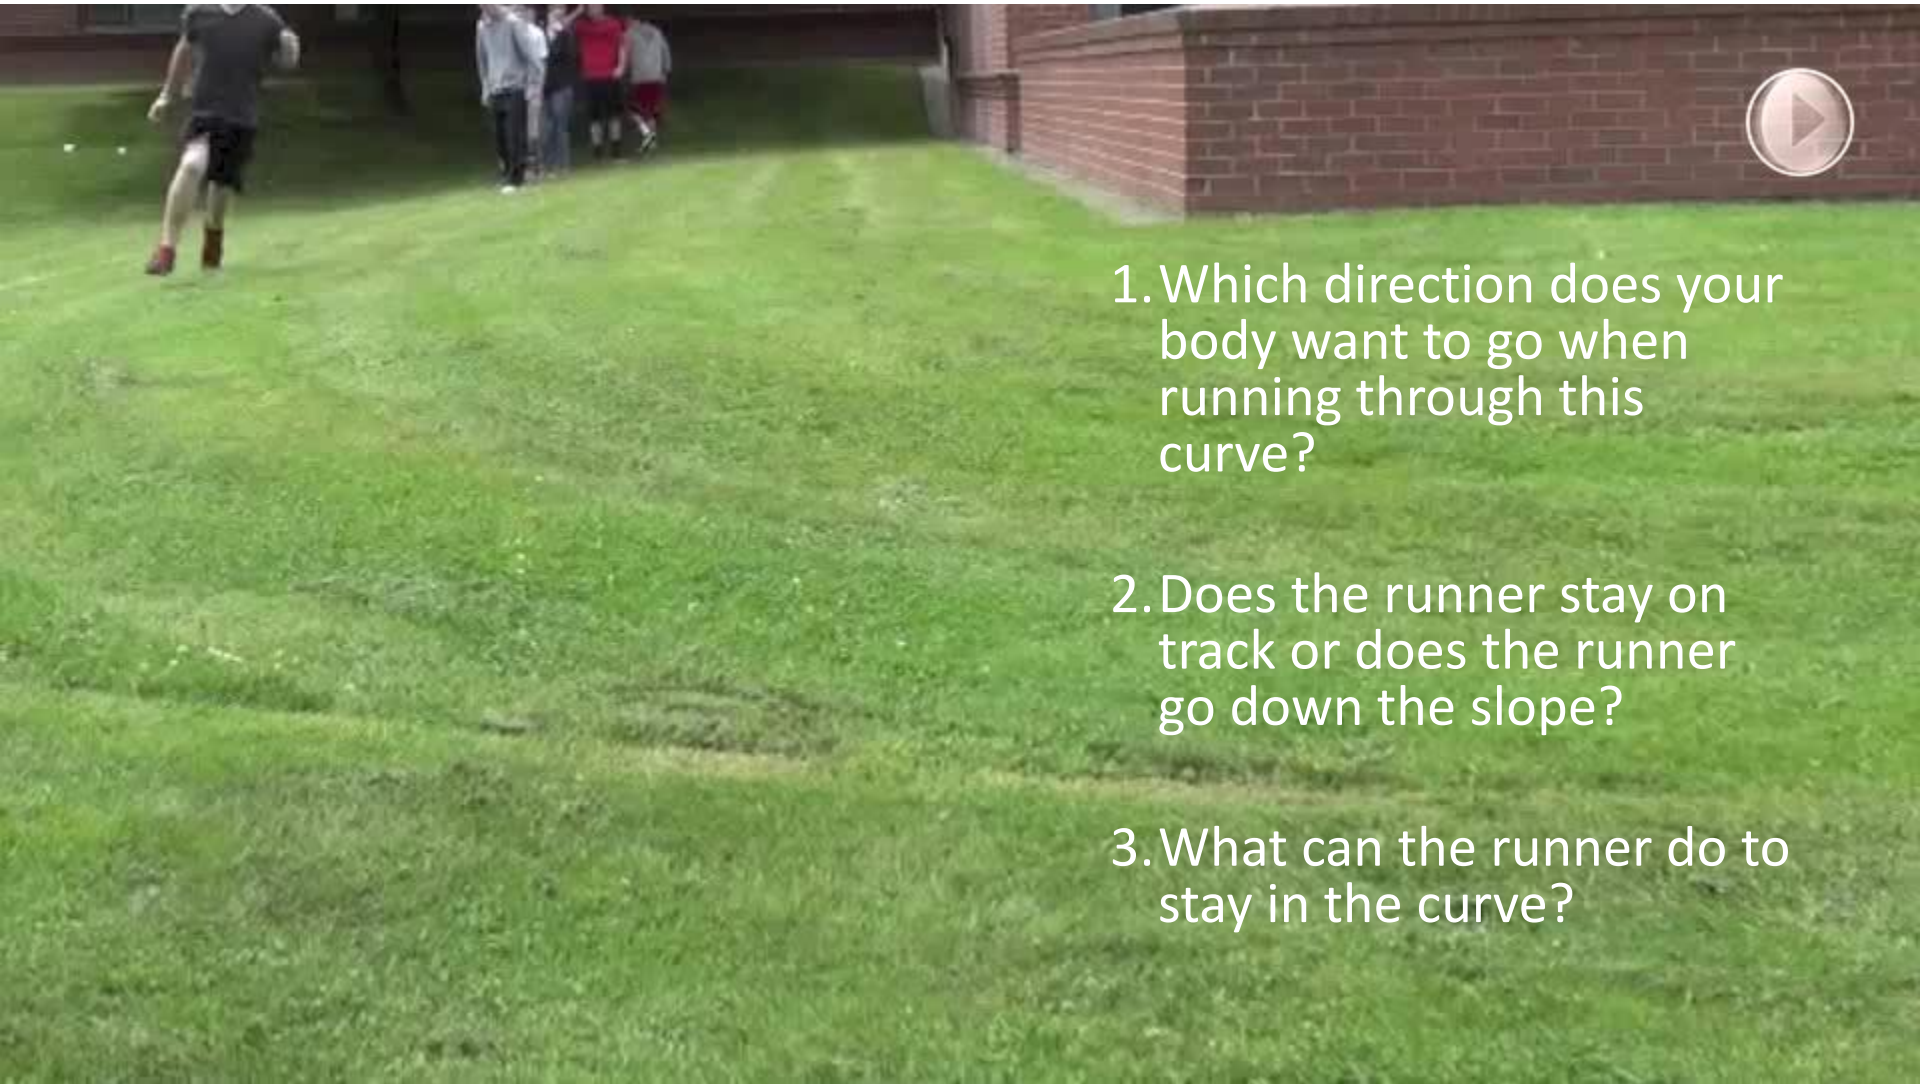 1. Which direction does your
body want to go when
running through this
curve?
2. Does the runner stay on
track or does the runner
go down the slope?
3. What can the runner do to
stay in the curve?